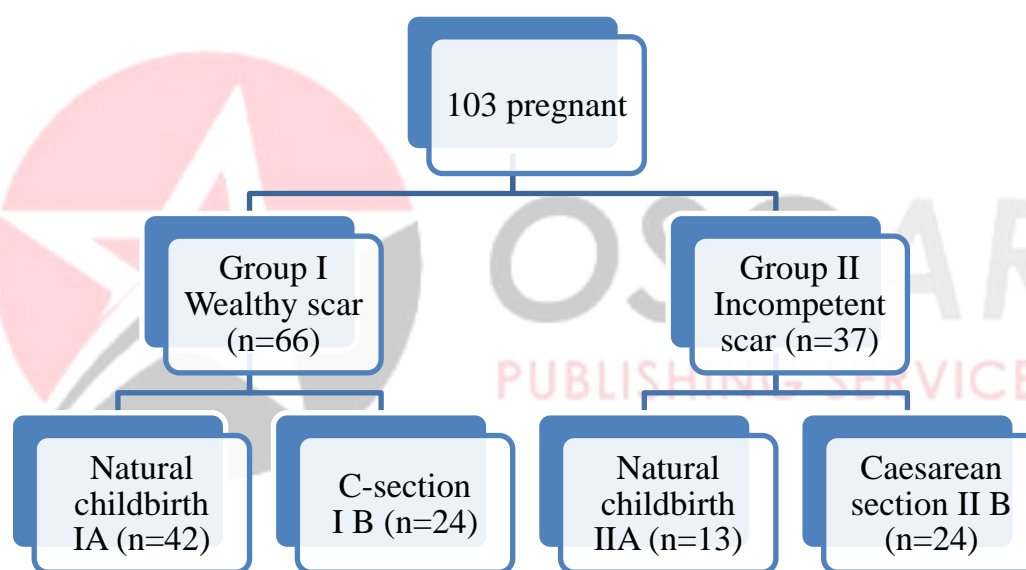 103 pregnant
Group I
Wealthy scar
(n=66)
Group II
Incompetent
scar (n=37)
Natural
childbirth
IA (n=42)
C-section
I B (n=24)
Natural
childbirth
IIA (n=13)
Caesarean
section II B
(n=24)
PUBLISHING SERVICE